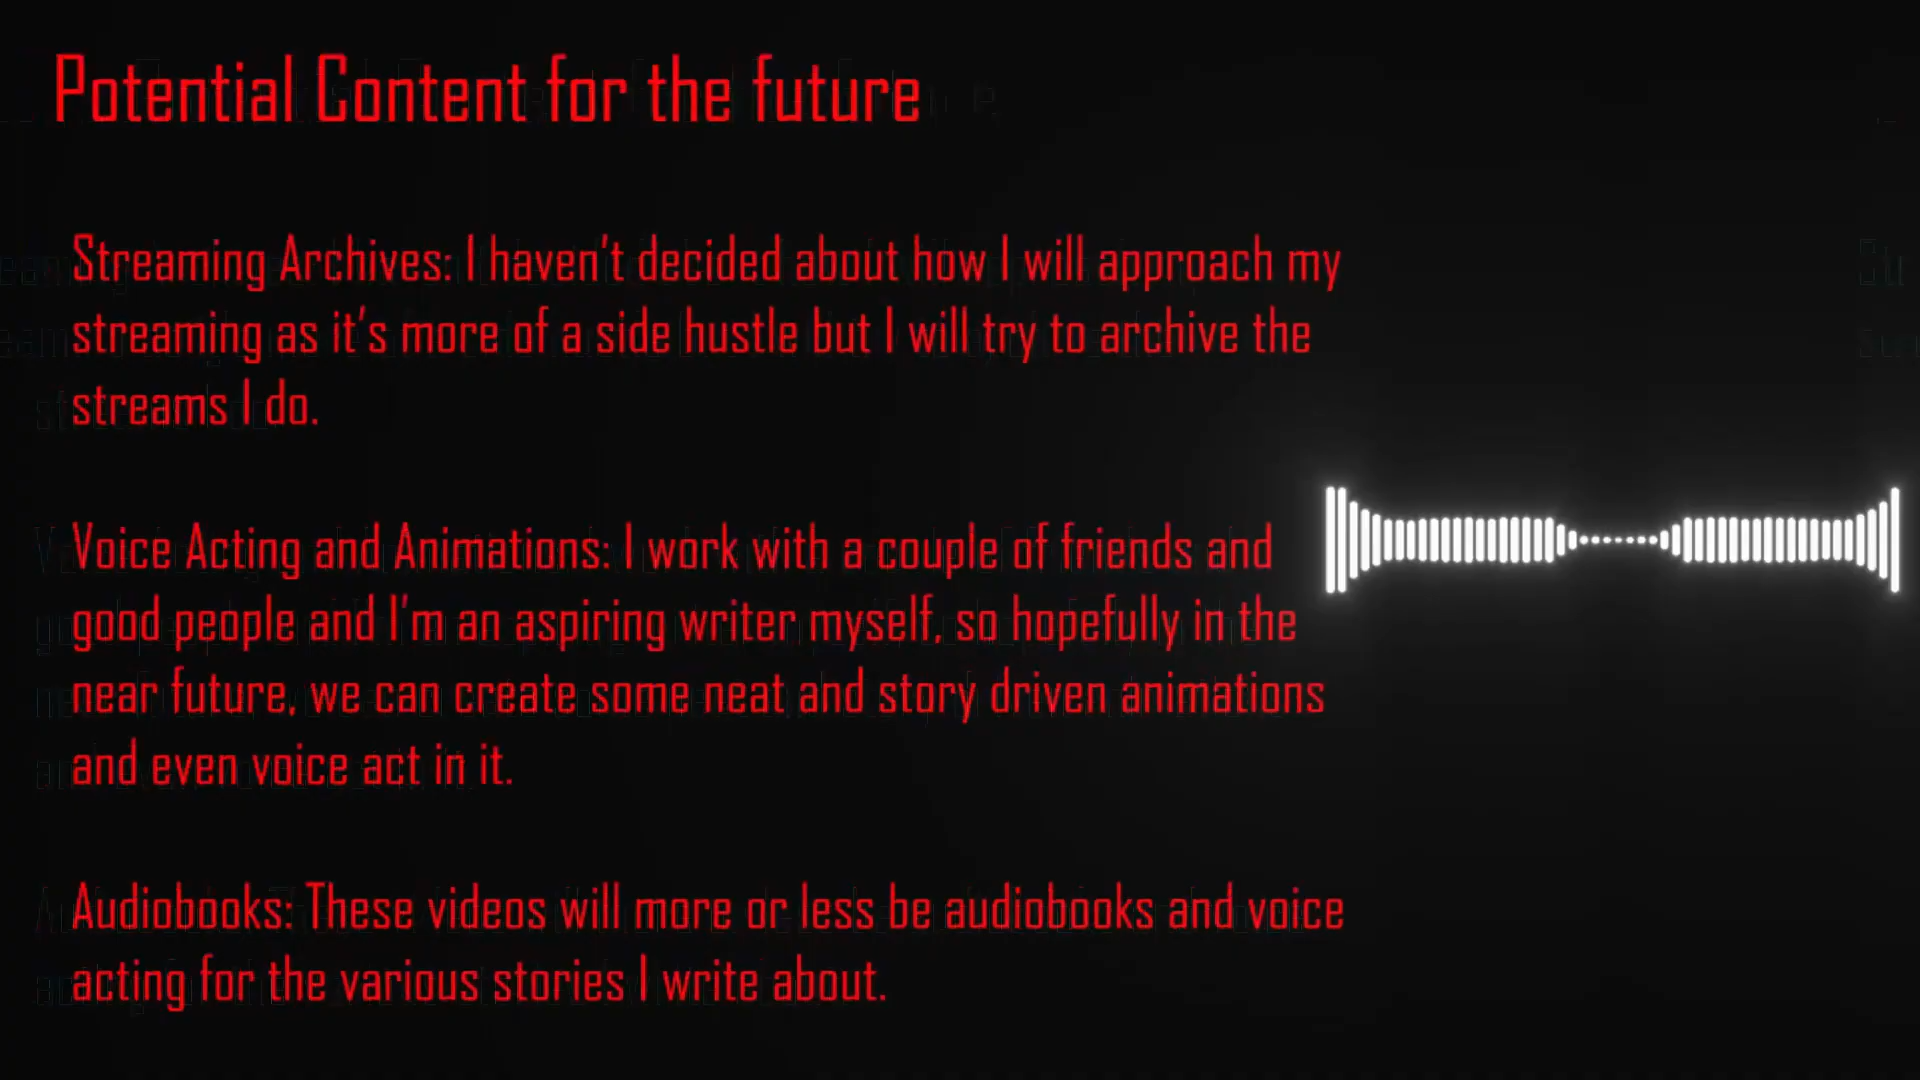 Potential Content for the future
Streaming Archives: I haven't decided about how I will approach my
streaming as it's more of a side hustle but I will try to archive the
streams I do.
Voice Acting and Animations: I work with a couple of friends and
good people and I'm an aspiring writer myself, so hopefully in the
near future, we can create some neat and story driven animations
and even voice act in it.
Audiobooks: These videos will more or less be audiobooks and voice
acting for the various stories I write about.